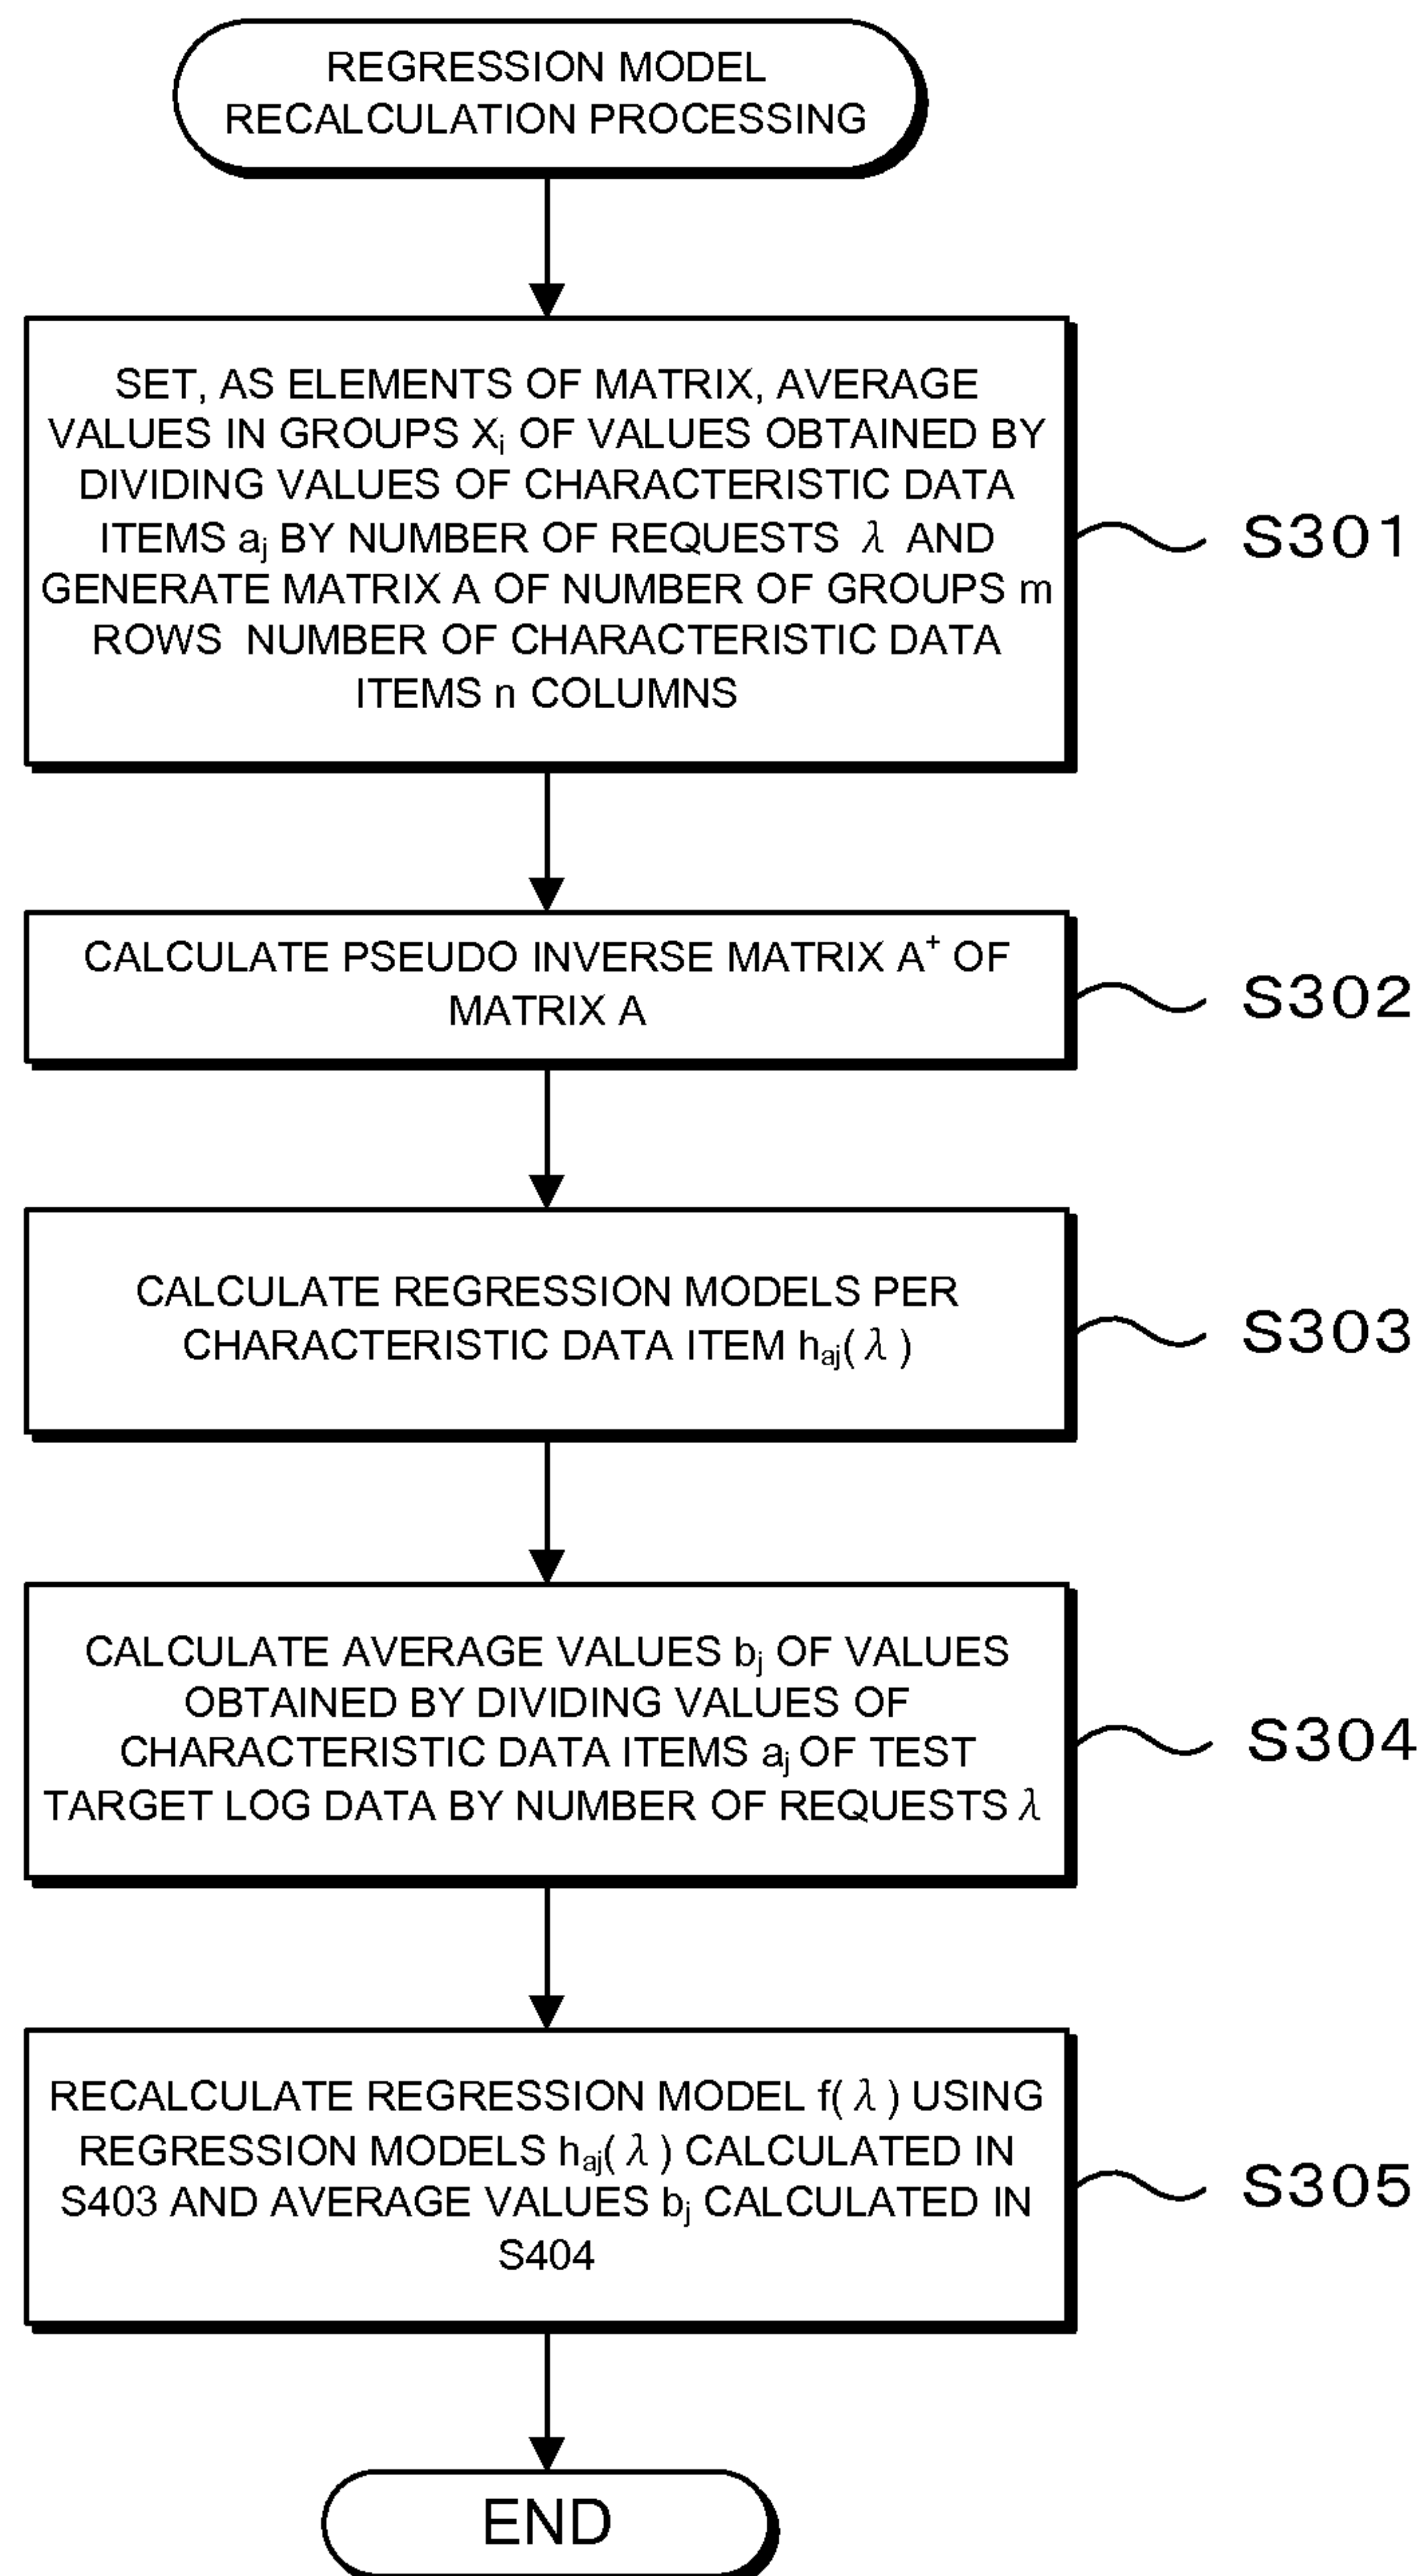 REGRESSION MODEL
RECALCULATION PROCESSING
SET, AS ELEMENTS OF MATRIX, AVERAGE
VALUES IN GROUPS Xi OF VALUES OBTAINED BY
DIVIDING VALUES OF CHARACTERISTIC DATA
ITEMS aj BY NUMBER OF REQUESTS λ AND
GENERATE MATRIX A OF NUMBER OF GROUPS m
ROWS NUMBER OF CHARACTERISTIC DATA
ITEMS n COLUMNS
S301
CALCULATE PSEUDO INVERSE MATRIX A+ OF
MATRIX A
S302
CALCULATE REGRESSION MODELS PER
CHARACTERISTIC DATA ITEM haj(λ)
S303
CALCULATE AVERAGE VALUES bj OF VALUES
OBTAINED BY DIVIDING VALUES OF
CHARACTERISTIC DATA ITEMS aj OF TEST
TARGET LOG DATA BY NUMBER OF REQUESTS λ
S304
RECALCULATE REGRESSION MODEL f(λ) USING
REGRESSION MODELS haj(λ) CALCULATED IN
S403 AND AVERAGE VALUES bj CALCULATED IN
S404
S305
END